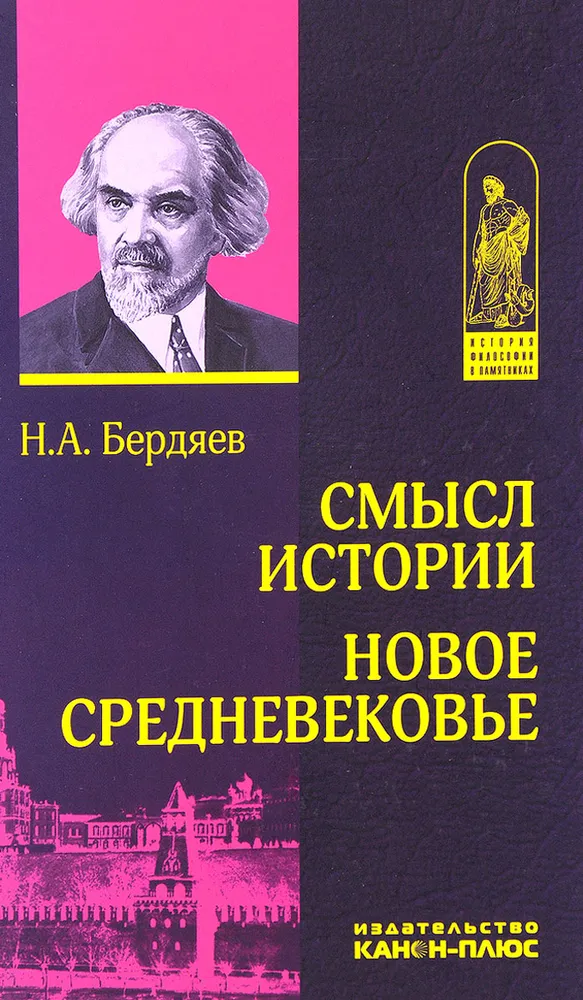 ИСТОРИЯ
ФИЛОСОФИИ
В ПАМЯТНИКАХ
Н.А. Бердяев
СМЫСЛ
ИСТОРИИ
НОВОЕ
СРЕДНЕВЕКОВЬЕ
ИЗДАТЕЛЬСТВО
КАНОН-ПЛЮС